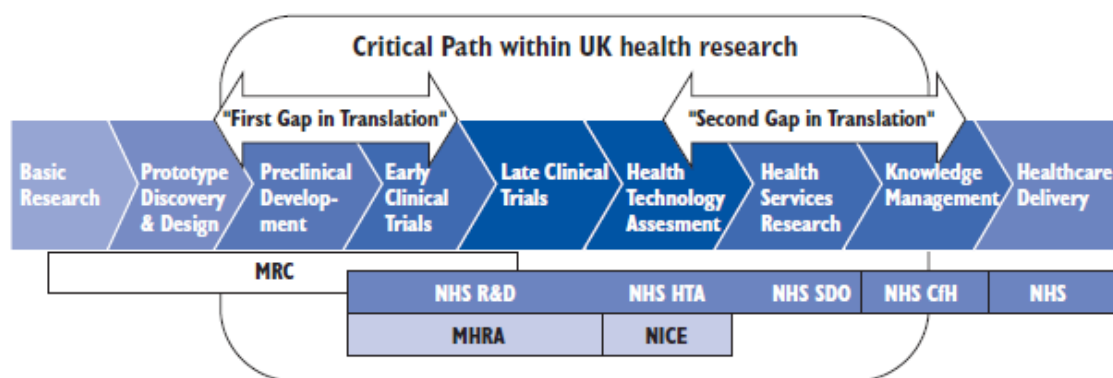 Critical Path within UK health research
"First Gap in Translation"
"Second Gap in Translation"
Basic
Research
Prototype
Discovery
& Design
Preclinical
Develop-
ment
Early
Clinical
Trials
Late Clinical
Trials
Health
Technology
Assesment
Health
Services
Research
Knowledge
Management
Healthcare
Delivery
MRC
NHS R&D
NHS HTA
NHS SDO
NHS CfH
NHS
MHRA
NICE